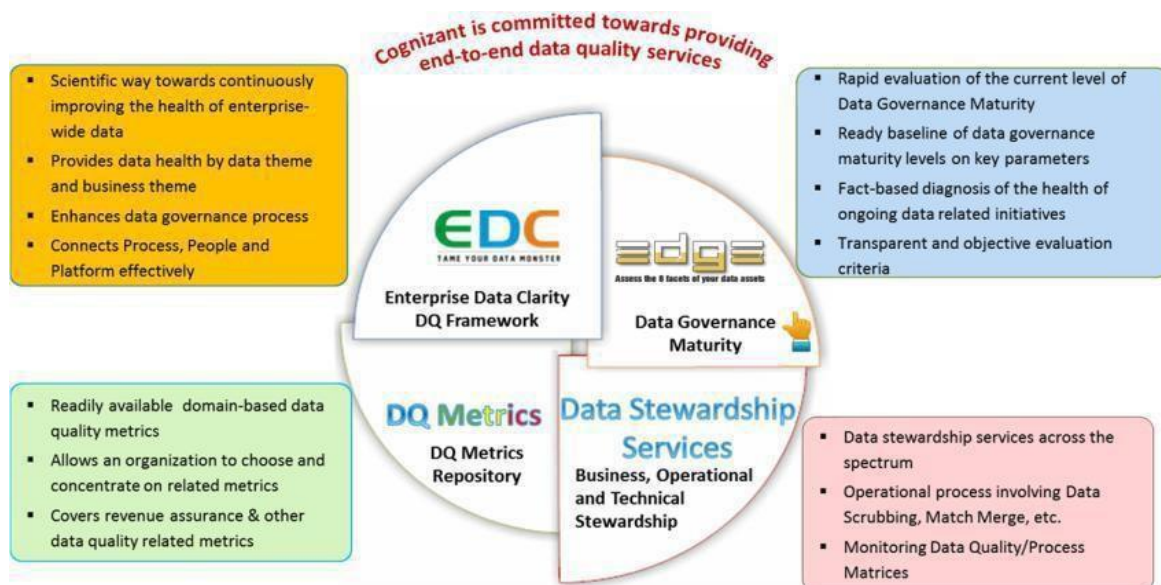 Cognizant is committed towards providing
end-to-end data quality services
▪ Scientific way towards continuously
improving the health of enterprise-
wide data
▪ Provides data health by data theme
and business theme
▪ Enhances data governance process
▪ Connects Process, People and
Platform effectively
▪ Rapid evaluation of the current level of
Data Governance Maturity
▪ Ready baseline of data governance
maturity levels on key parameters
▪ Fact-based diagnosis of the health of
ongoing data related initiatives
▪ Transparent and objective evaluation
criteria
EDC
TAME YOUR DATA MONSTER
Enterprise Data Clarity
DQ Framework
edge
Assess the 8 facets of your data assets
Data Governance
Maturity
DQ Metrics
DQ Metrics
Repository
Data Stewardship
Services
Business, Operational
and Technical
Stewardship
▪ Readily available domain-based data
quality metrics
▪ Allows an organization to choose and
concentrate on related metrics
▪ Covers revenue assurance & other
data quality related metrics
▪ Data stewardship services across the
spectrum
▪ Operational process involving Data
Scrubbing, Match Merge, etc.
▪ Monitoring Data Quality/Process
Matrices